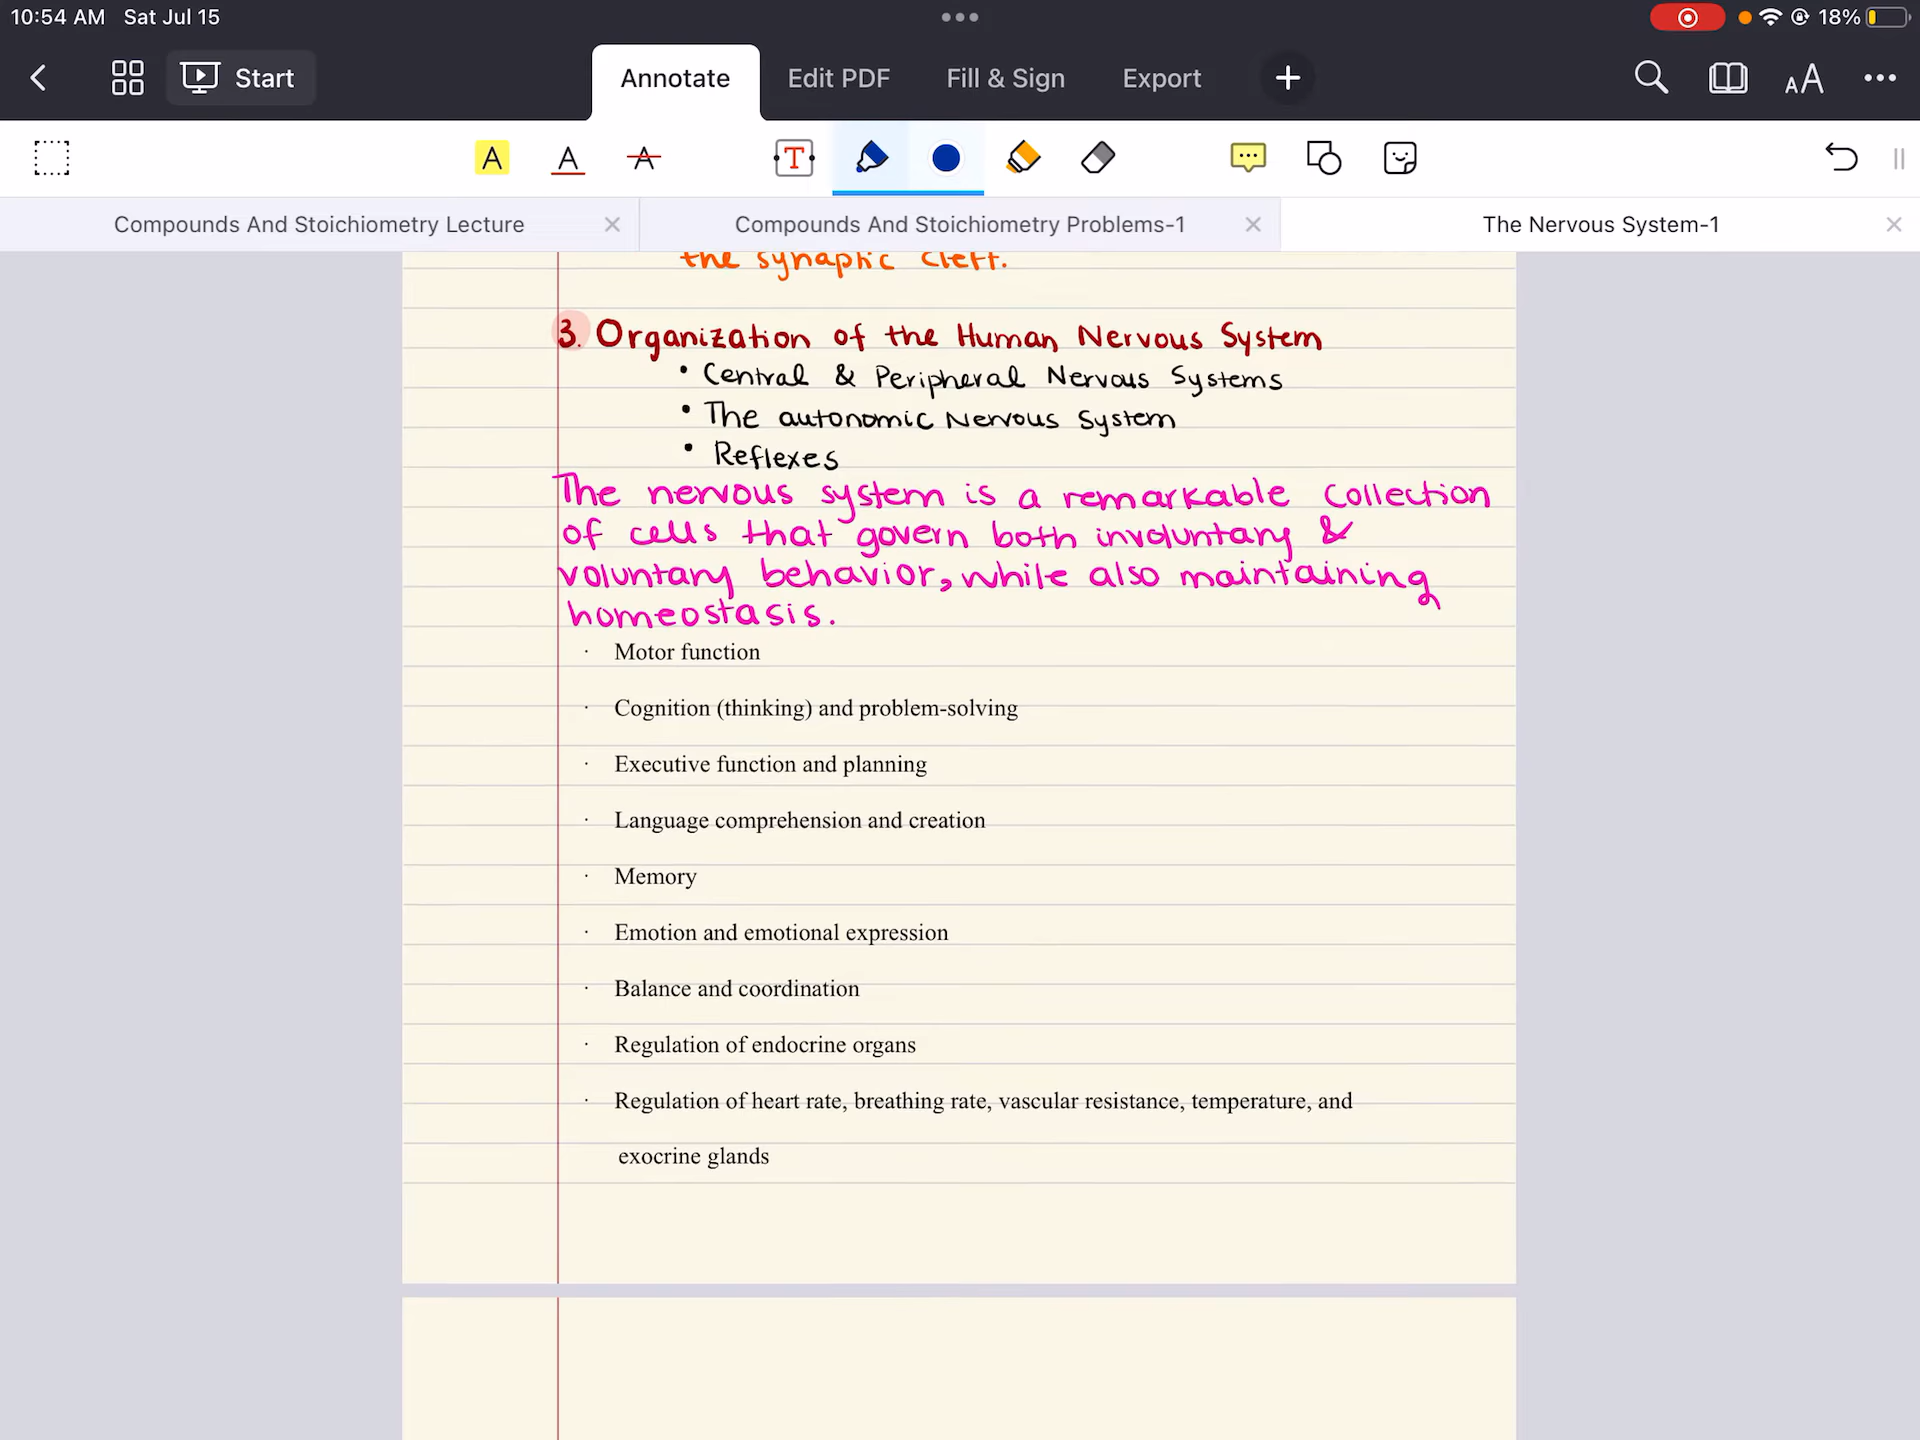 10:54 AM Sat Jul 15
18%
Start
Annotate
Edit PDF
Fill & Sign
Export
AA
A
A
A
T
Compounds And Stoichiometry Lecture
Compounds And Stoichiometry Problems-1
The Nervous System-1
the synaptic cleft.
3. Organization of the Human Nervous System
• Central & Peripheral Nervous Systems
• The autonomic Nervous System
• Reflexes
The nervous system is a remarkable collection
of cells that govern both involuntary &
voluntary behavior, while also maintaining
homeostasis.
· Motor function
· Cognition (thinking) and problem-solving
· Executive function and planning
· Language comprehension and creation
· Memory
· Emotion and emotional expression
· Balance and coordination
· Regulation of endocrine organs
· Regulation of heart rate, breathing rate, vascular resistance, temperature, and
exocrine glands